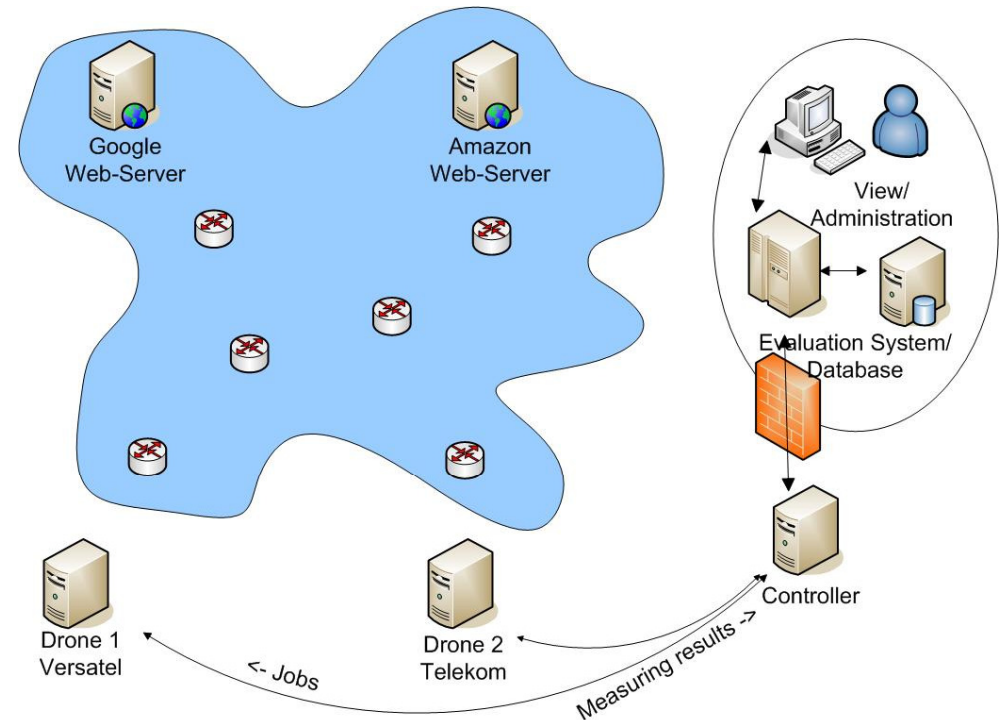 Google
Web-Server
Amazon
Web-Server
View/
Administration
Evaluation System/
Database
Controller
Drone 1
Versatel
Drone 2
Telekom
<- Jobs
Measuring results ->